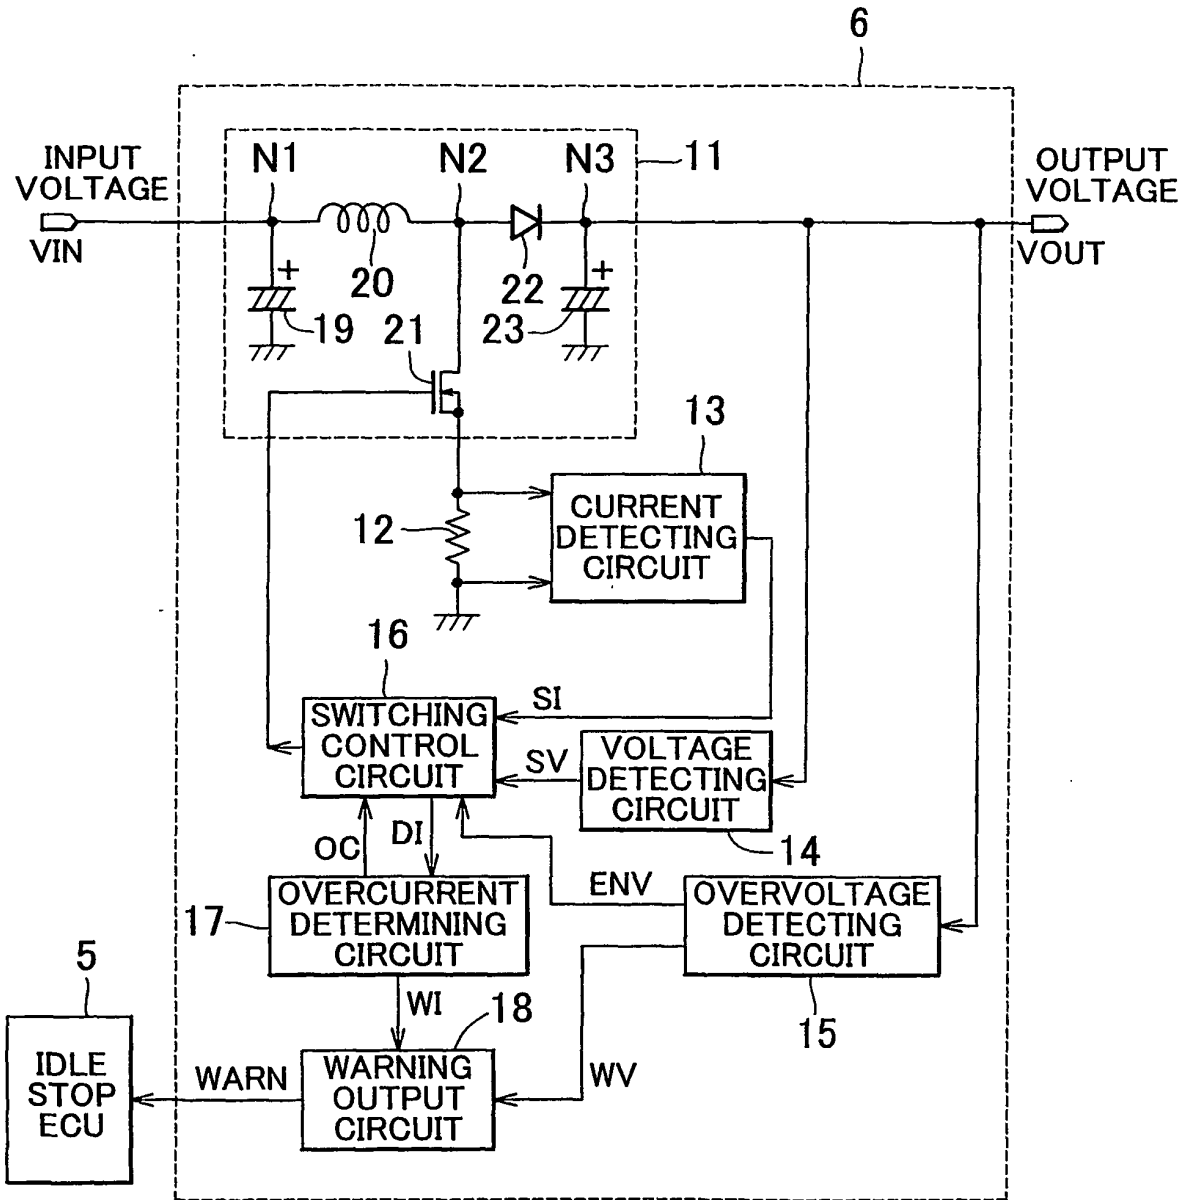 6
INPUT
VOLTAGE
VIN
N1
N2
N3
11
OUTPUT
VOLTAGE
VOUT
+
19
20
22
+
23
21
13
CURRENT
DETECTING
CIRCUIT
12
16
SWITCHING
CONTROL
CIRCUIT
SI
SV
VOLTAGE
DETECTING
CIRCUIT
14
OC
DI
ENV
17
OVERCURRENT
DETERMINING
CIRCUIT
OVERVOLTAGE
DETECTING
CIRCUIT
15
5
WI
18
IDLE
STOP
ECU
WARN
WARNING
OUTPUT
CIRCUIT
WV